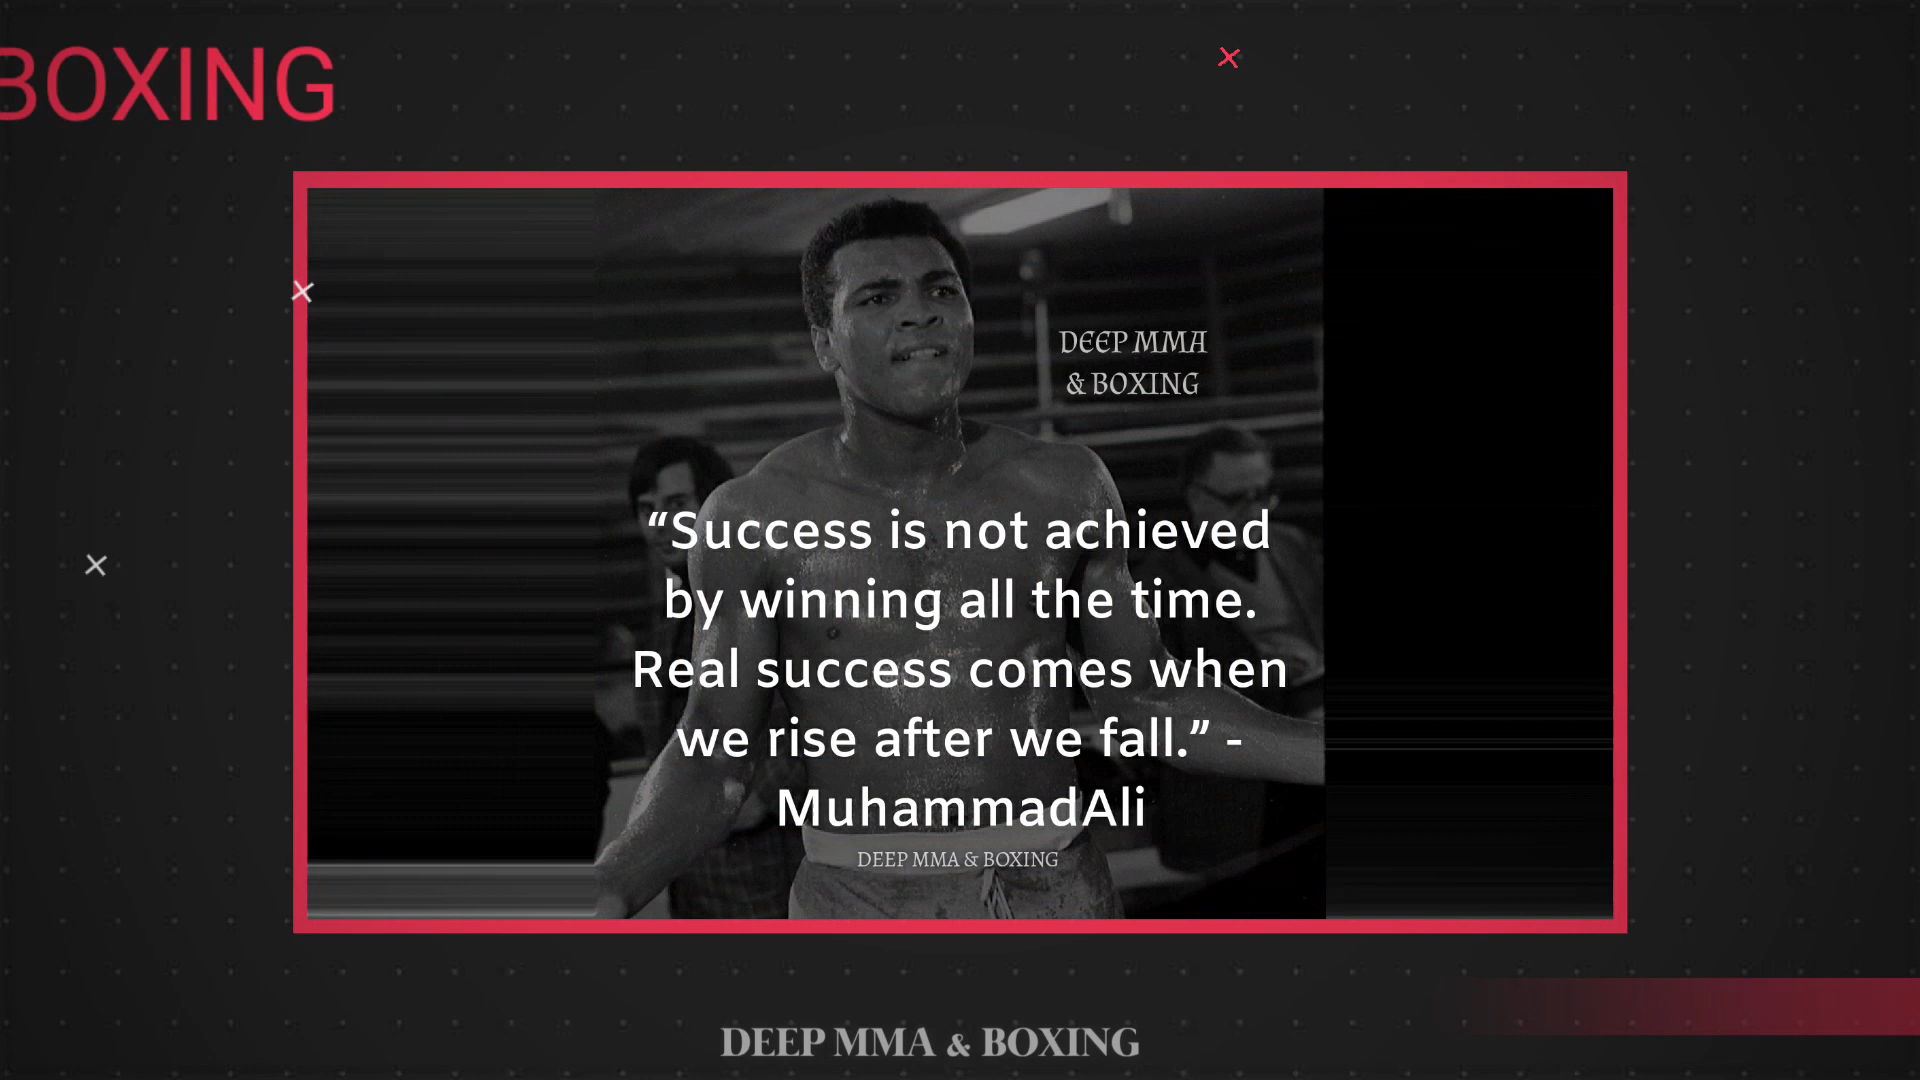 BOXING
DEEP MMA
& BOXING
“Success is not achieved
by winning all the time.
Real success comes when
we rise after we fall.” -
MuhammadAli
DEEP MMA & BOXING
DEEP MMA & BOXING